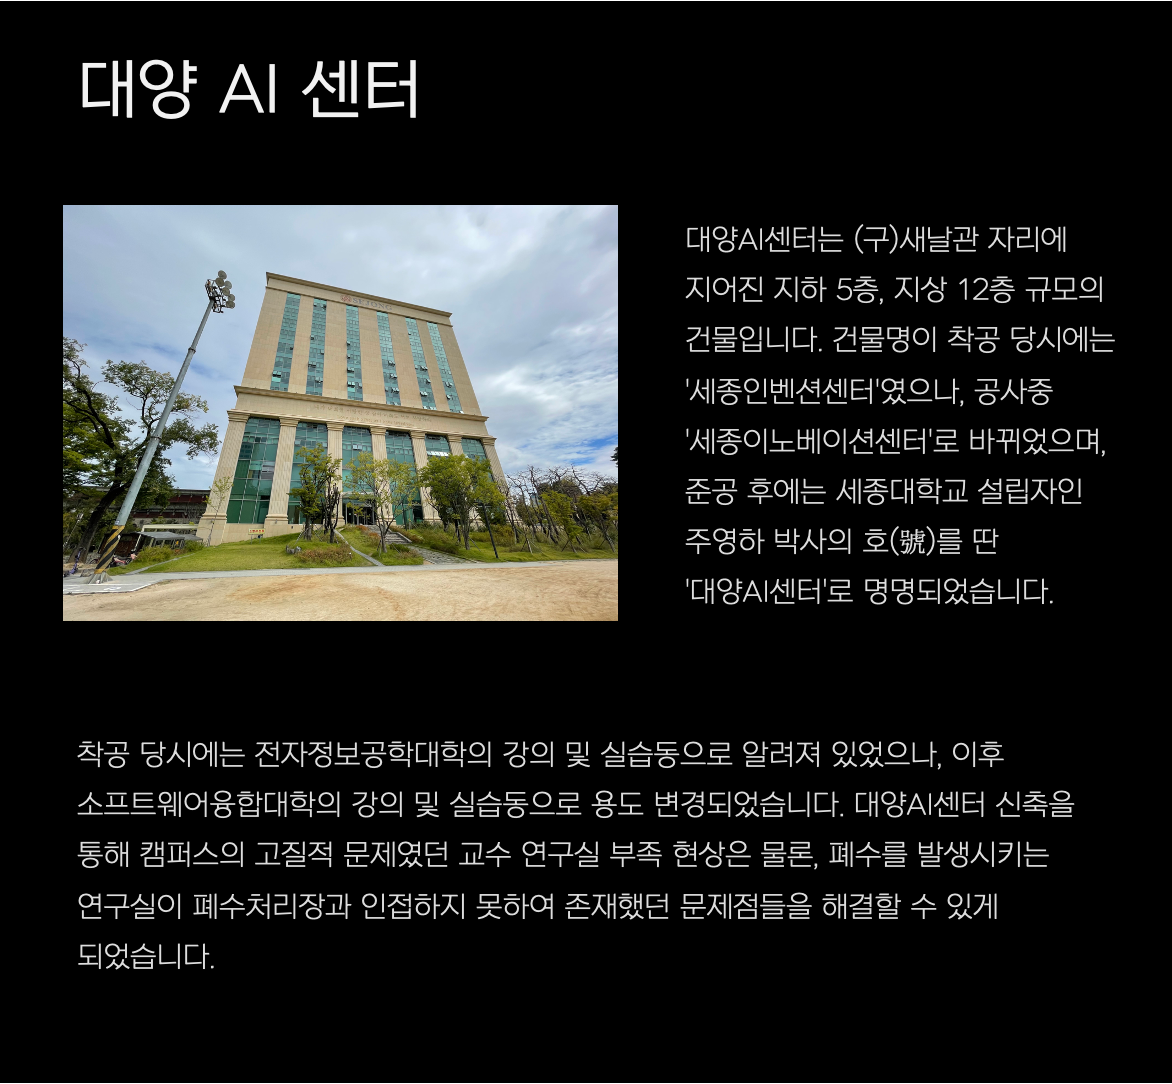 대양 AI 센터
대양AI센터는 (구)새날관 자리에
지어진 지하 5층, 지상 12층 규모의
건물입니다. 건물명이 착공 당시에는
'세종인벤션센터'였으나, 공사중
'세종이노베이션센터'로 바뀌었으며,
준공 후에는 세종대학교 설립자인
주영하 박사의 호(號)를 딴
'대양AI센터'로 명명되었습니다.
착공 당시에는 전자정보공학대학의 강의 및 실습동으로 알려져 있었으나, 이후
소프트웨어융합대학의 강의 및 실습동으로 용도 변경되었습니다. 대양AI센터 신축을
통해 캠퍼스의 고질적 문제였던 교수 연구실 부족 현상은 물론, 폐수를 발생시키는
연구실이 폐수처리장과 인접하지 못하여 존재했던 문제점들을 해결할 수 있게
되었습니다.